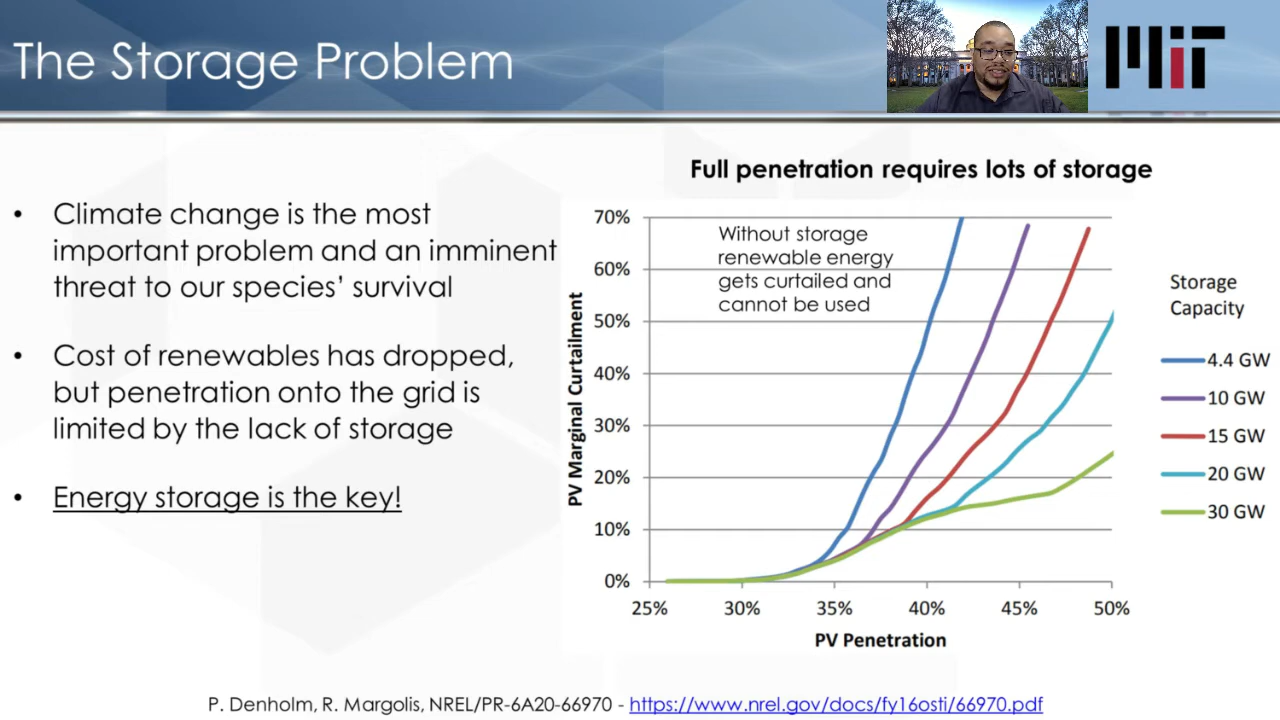 The Storage Problem
MIT
• Climate change is the most
important problem and an imminent
threat to our species’ survival
• Cost of renewables has dropped,
but penetration onto the grid is
limited by the lack of storage
• Energy storage is the key!
Full penetration requires lots of storage
Without storage
renewable energy
gets curtailed and
cannot be used
PV Marginal Curtailment
70%
60%
50%
40%
30%
20%
10%
0%
25% 30% 35% 40% 45% 50%
PV Penetration
Storage
Capacity
4.4 GW
10 GW
15 GW
20 GW
30 GW
P. Denholm, R. Margolis, NREL/PR-6A20-66970 - https://www.nrel.gov/docs/fy16osti/66970.pdf